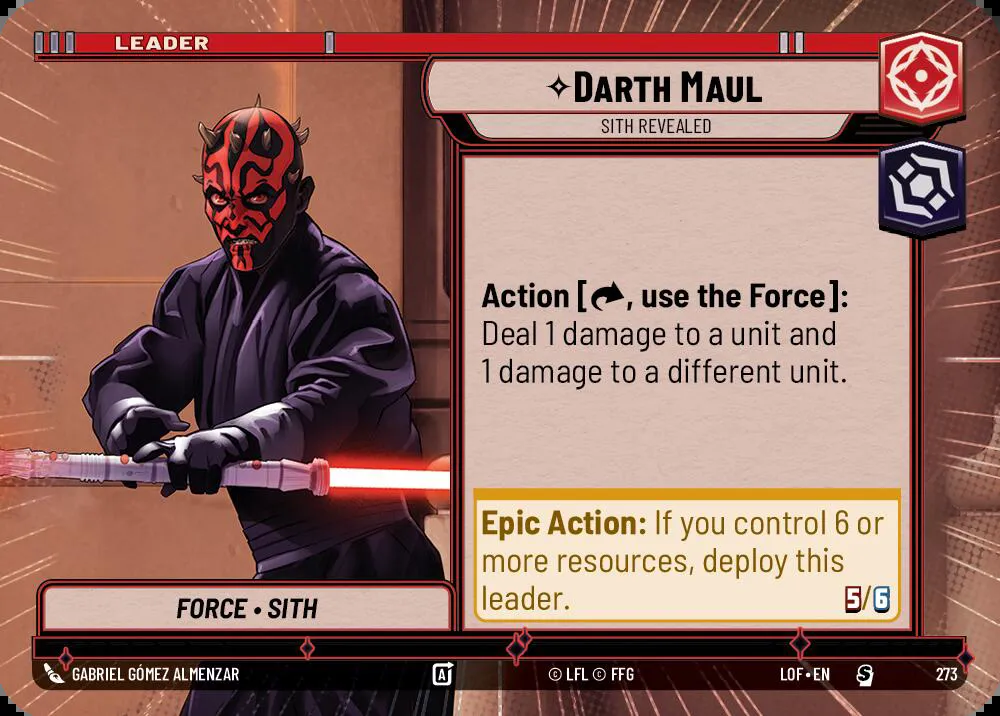 LEADER
✧DARTH MAUL
SITH REVEALED
Action [⤵, use the Force]:
Deal 1 damage to a unit and
1 damage to a different unit.
Epic Action: If you control 6 or
more resources, deploy this
leader.
5/6
FORCE • SITH
GABRIEL GÓMEZ ALMENZAR
A
© LFL © FFG
LOF•EN
S
273